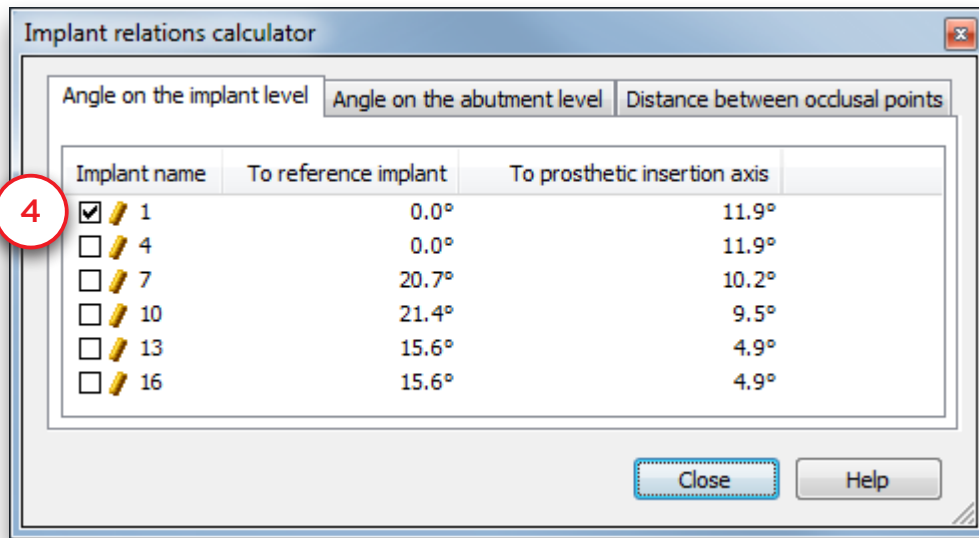 Implant relations calculator
Angle on the implant level Angle on the abutment level Distance between occlusal points
Implant name To reference implant To prosthetic insertion axis
4
1 0.0° 11.9°
4 0.0° 11.9°
7 20.7° 10.2°
10 21.4° 9.5°
13 15.6° 4.9°
16 15.6° 4.9°
Close Help